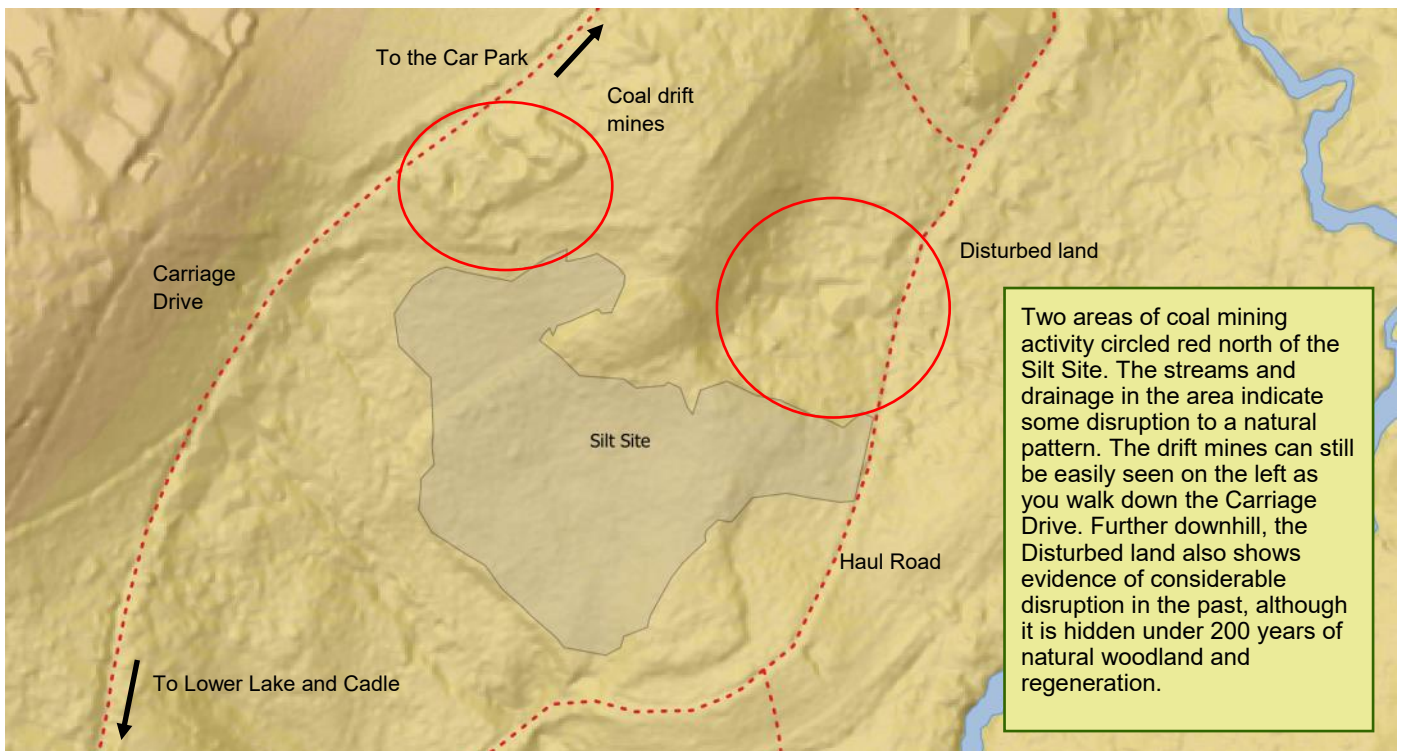 To the Car Park
Coal drift
mines
Carriage
Drive
Disturbed land
Silt Site
Haul Road
To Lower Lake and Cadle
Two areas of coal mining
activity circled red north of the
Silt Site. The streams and
drainage in the area indicate
some disruption to a natural
pattern. The drift mines can still
be easily seen on the left as
you walk down the Carriage
Drive. Further downhill, the
Disturbed land also shows
evidence of considerable
disruption in the past, although
it is hidden under 200 years of
natural woodland and
regeneration.